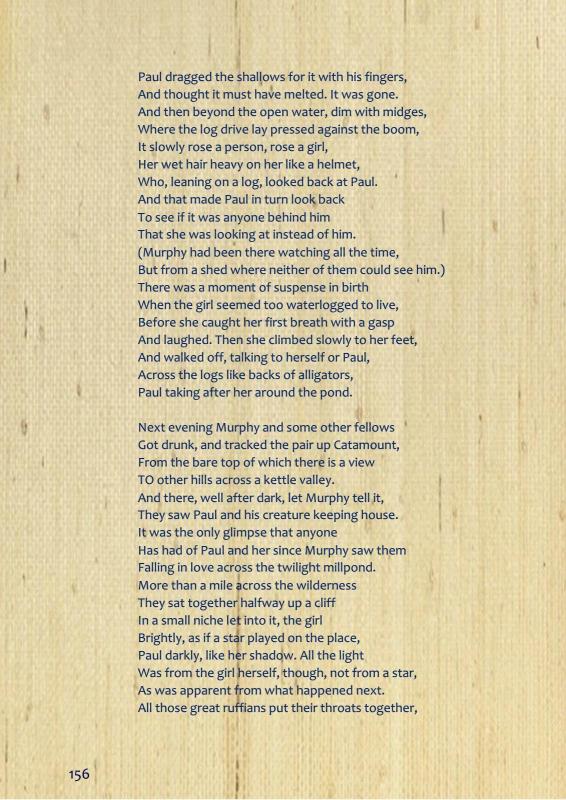 Paul dragged the shallows for it with his fingers,
And thought it must have melted. It was gone.
And then beyond the open water, dim with midges,
Where the log drive lay pressed against the boom,
It slowly rose a person, rose a girl,
Her wet hair heavy on her like a helmet,
Who, leaning on a log, looked back at Paul.
And that made Paul in turn look back
To see if it was anyone behind him
That she was looking at instead of him.
(Murphy had been there watching all the time,
But from a shed where neither of them could see him.)
There was a moment of suspense in birth
When the girl seemed too waterlogged to live,
Before she caught her first breath with a gasp
And laughed. Then she climbed slowly to her feet,
And walked off, talking to herself or Paul,
Across the logs like backs of alligators,
Paul taking after her around the pond.
Next evening Murphy and some other fellows
Got drunk, and tracked the pair up Catamount,
From the bare top of which there is a view
TO other hills across a kettle valley.
And there, well after dark, let Murphy tell it,
They saw Paul and his creature keeping house.
It was the only glimpse that anyone
Has had of Paul and her since Murphy saw them
Falling in love across the twilight millpond.
More than a mile across the wilderness
They sat together halfway up a cliff
In a small niche let into it, the girl
Brightly, as if a star played on the place,
Paul darkly, like her shadow. All the light
Was from the girl herself, though, not from a star,
As was apparent from what happened next.
All those great ruffians put their throats together,
156